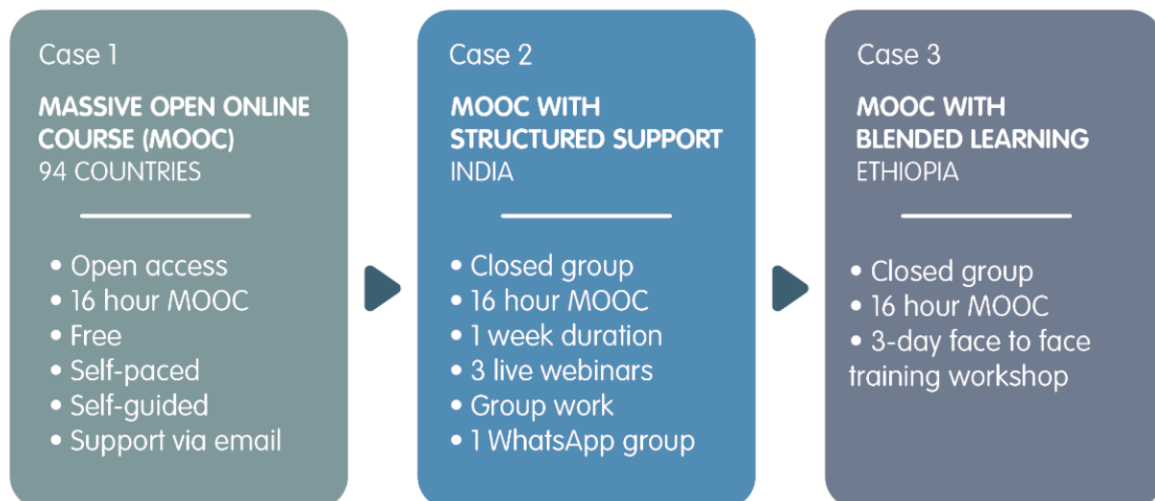 Case 1
MASSIVE OPEN ONLINE
COURSE (MOOC)
94 COUNTRIES
• Open access
• 16 hour MOOC
• Free
• Self-paced
• Self-guided
• Support via email
Case 2
MOOC WITH
STRUCTURED SUPPORT
INDIA
• Closed group
• 16 hour MOOC
• 1 week duration
• 3 live webinars
• Group work
• 1 WhatsApp group
Case 3
MOOC WITH
BLENDED LEARNING
ETHIOPIA
• Closed group
• 16 hour MOOC
• 3-day face to face
training workshop